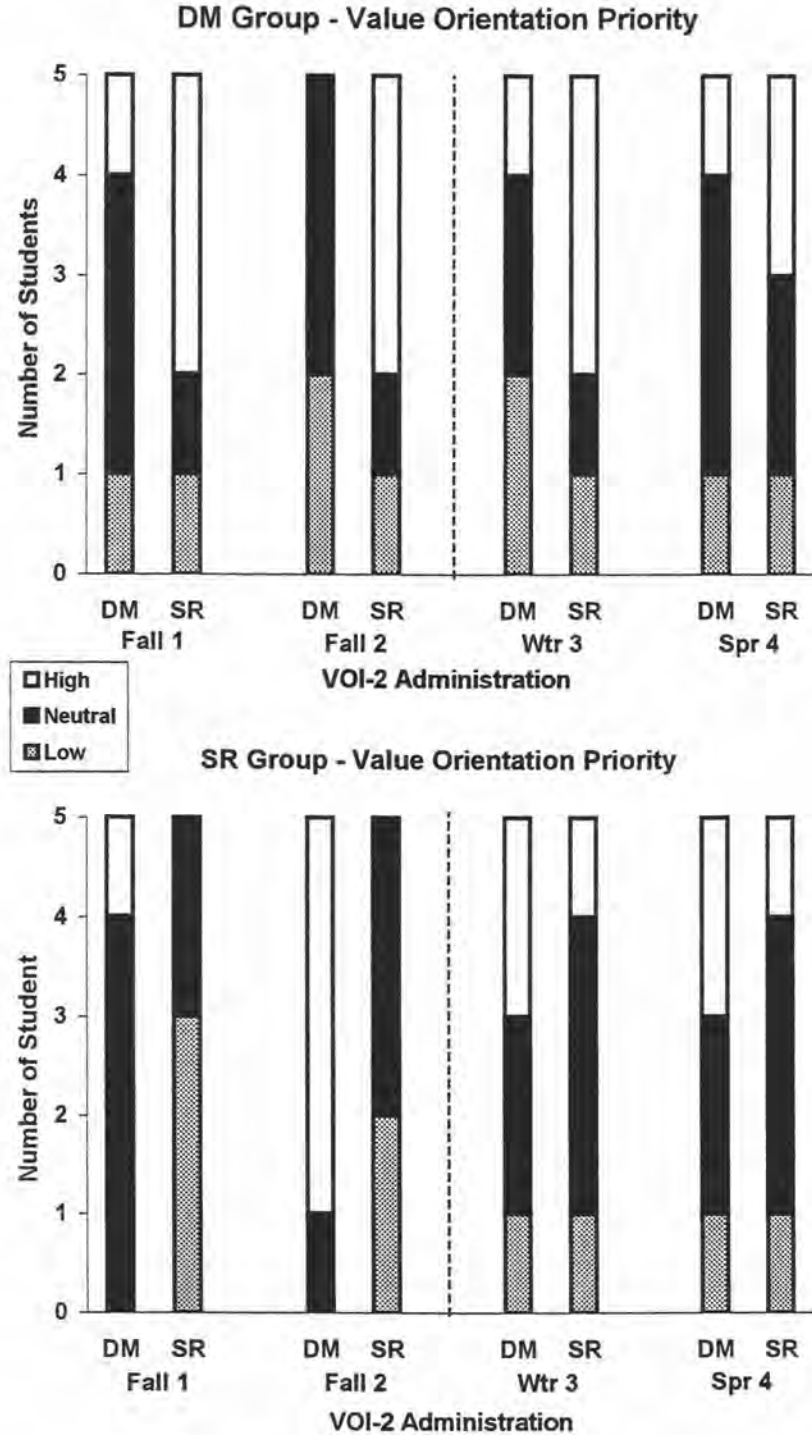 DM Group - Value Orientation Priority
5
4
3
2
1
0
Number of Students
DM SR DM SR DM SR DM SR
Fall 1 Fall 2 Wtr 3 Spr 4
VOI-2 Administration
High
Neutral
Low
SR Group - Value Orientation Priority
5
4
3
2
1
0
Number of Student
DM SR DM SR DM SR DM SR
Fall 1 Fall 2 Wtr 3 Spr 4
VOI-2 Administration